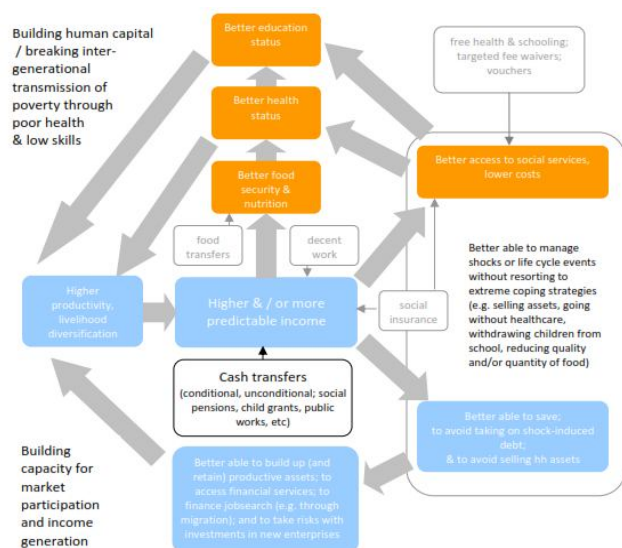 Building human capital
/ breaking inter-
generational
transmission of
poverty through
poor health
& low skills
Better education
status
free health & schooling;
targeted fee waivers;
vouchers
Better health
status
Better access to social services,
lower costs
Better food
security &
nutrition
food
transfers
decent
work
Higher
productivity,
livelihood
diversification
Higher & / or more
predictable income
social
insurance
Better able to manage
shocks or life cycle events
without resorting to
extreme coping strategies
(e.g. selling assets, going
without healthcare,
withdrawing children from
school, reducing quality
and/or quantity of food)
Cash transfers
(conditional, unconditional; social
pensions, child grants, public
works, etc)
Better able to save;
to avoid taking on shock-induced
debt;
& to avoid selling hh assets
Building
capacity for
market
participation
and income
generation
Better able to build up (and
retain) productive assets; to
access financial services; to
finance jobsearch (e.g. through
migration); and to take risks with
investments in new enterprises